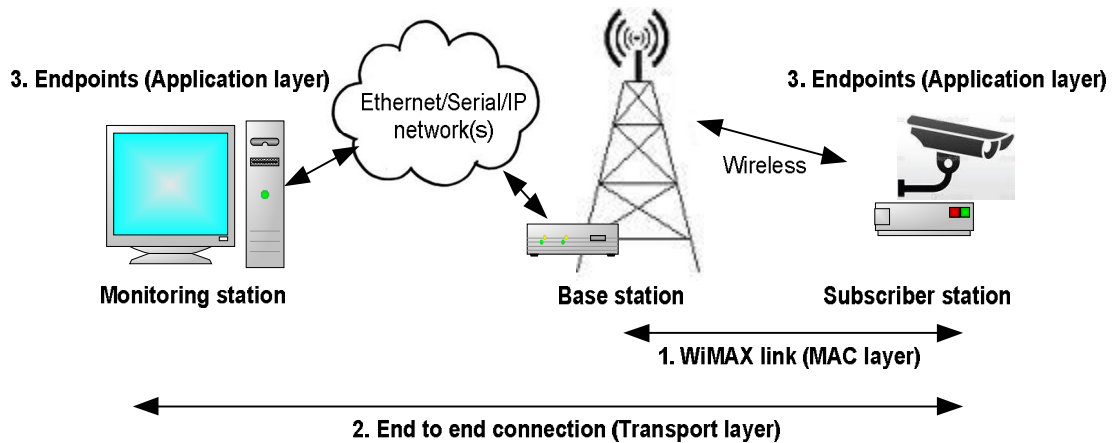 3. Endpoints (Application layer)
Ethernet/Serial/IP
network(s)
3. Endpoints (Application layer)
Wireless
Monitoring station
Base station
Subscriber station
1. WiMAX link (MAC layer)
2. End to end connection (Transport layer)